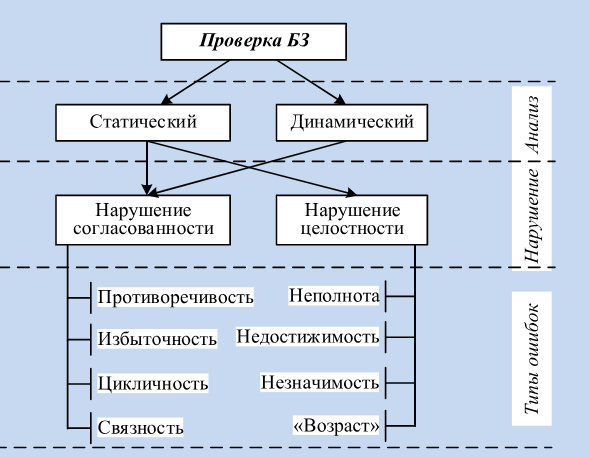 Проверка БЗ
Статический
Динамический
Анализ
Нарушение
согласованности
Нарушение
целостности
Нарушение
Противоречивость
Неполнота
Избыточность
Недостижимость
Цикличность
Незначимость
Связность
«Возраст»
Типы ошибок